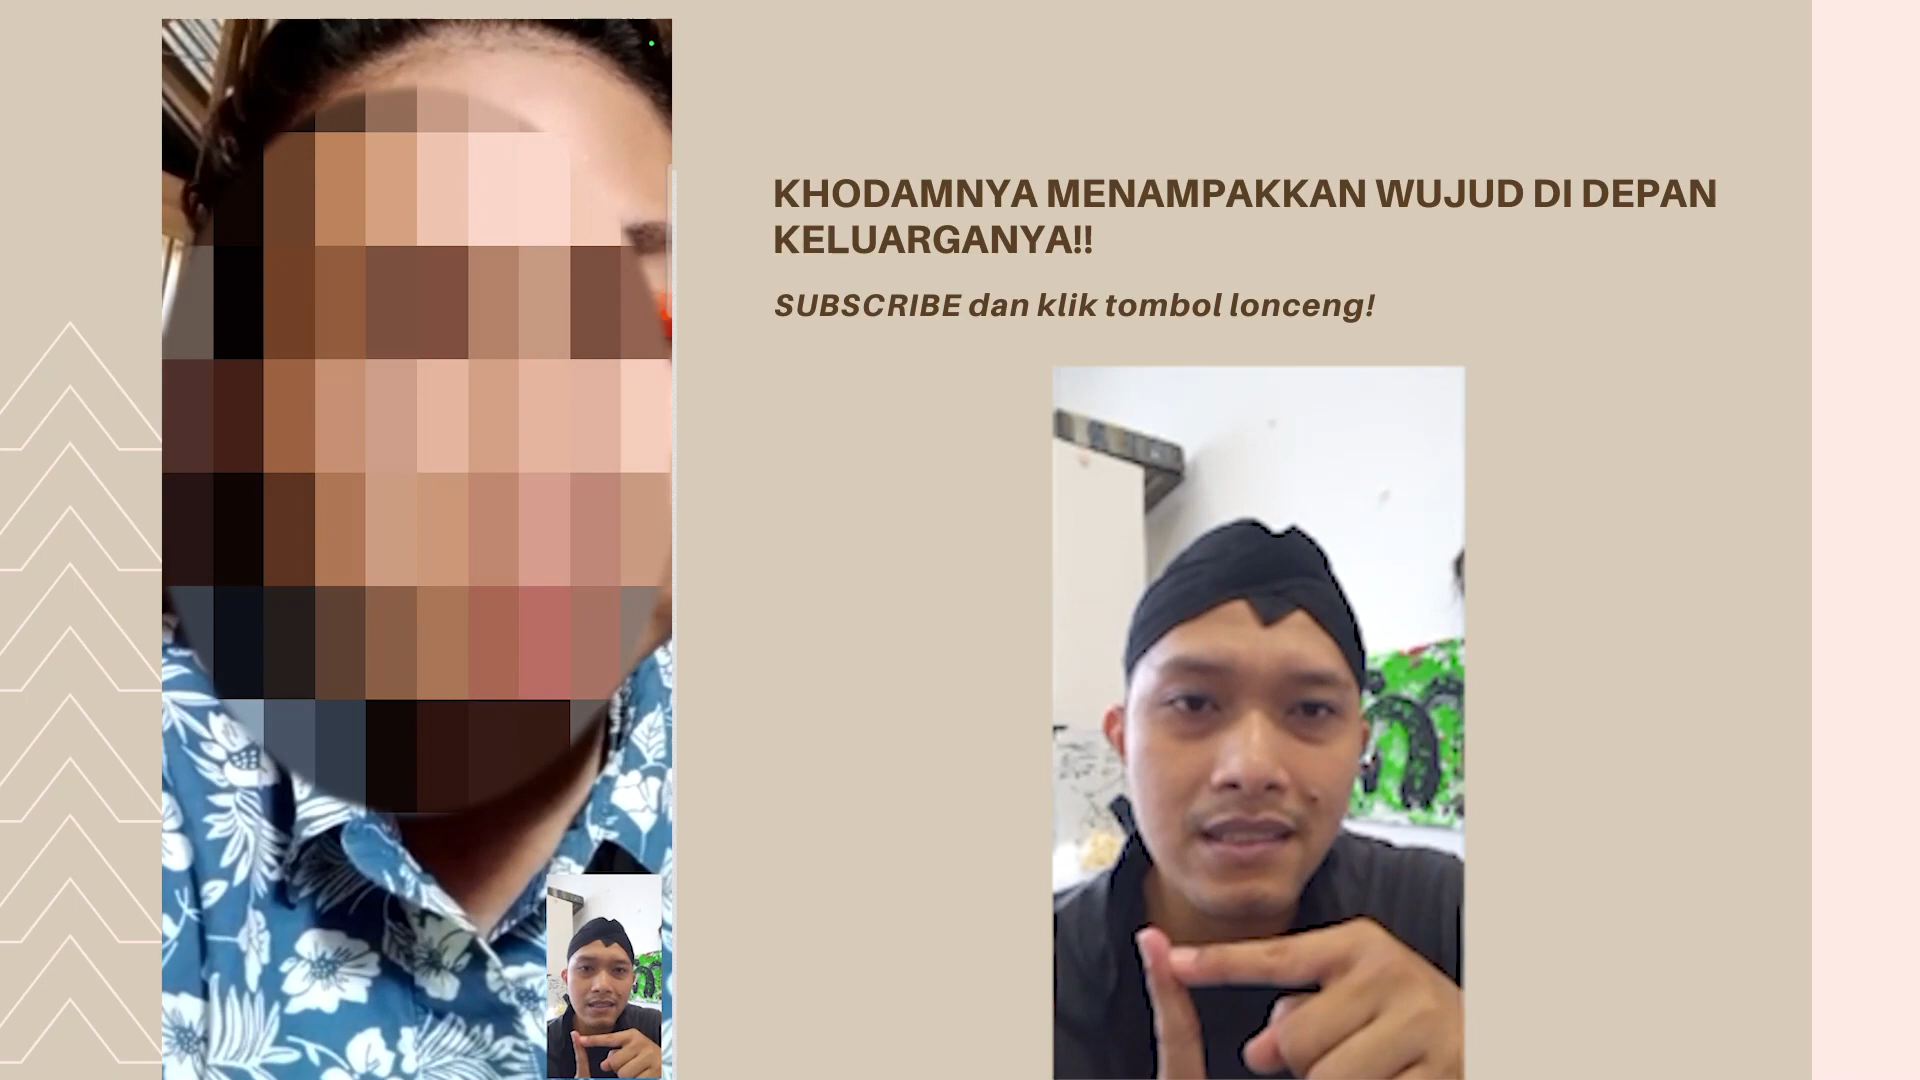 KHODAMNYA MENAMPAKKAN WUJUD DI DEPAN
KELUARGANYA!!
SUBSCRIBE dan klik tombol lonceng!